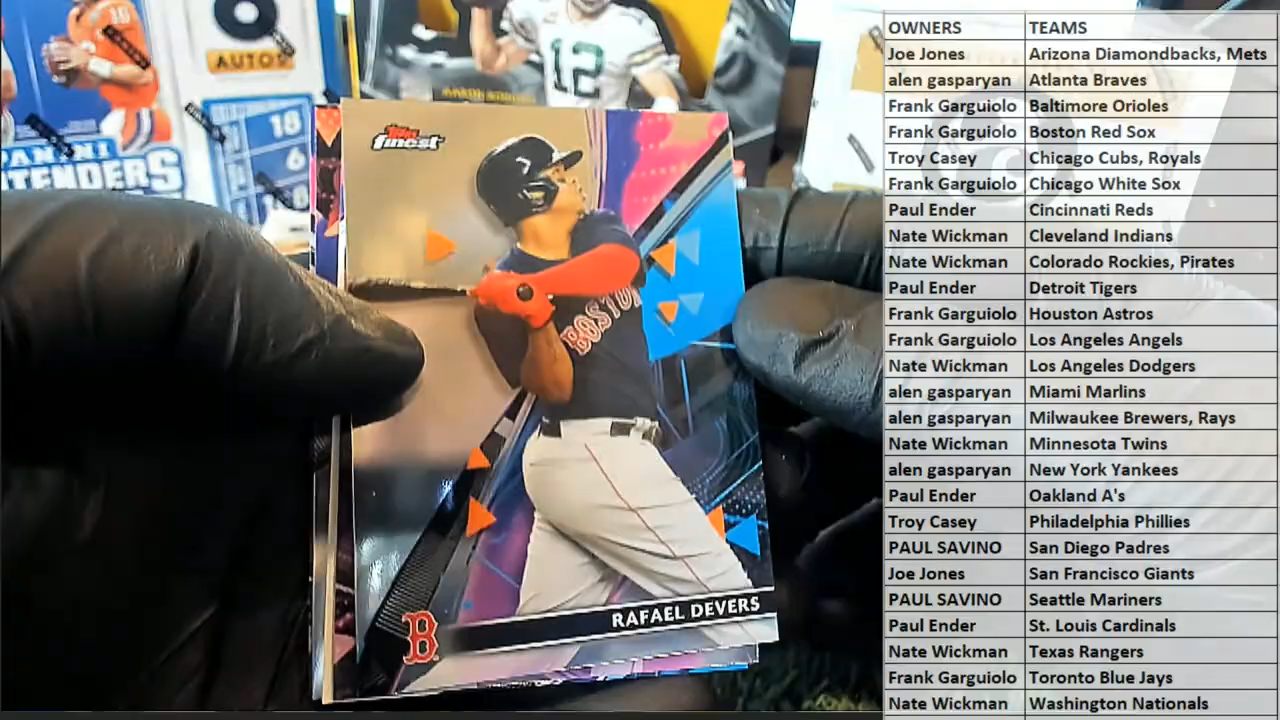 10
AUTOS
18
6
8
PANINI
NTENDERS
12
Topps
finest
BOSTON
RAFAEL DEVERS
B
OWNERS TEAMS
Joe Jones Arizona Diamondbacks, Mets
alen gasparyan Atlanta Braves
Frank Garguiolo Baltimore Orioles
Frank Garguiolo Boston Red Sox
Troy Casey Chicago Cubs, Royals
Frank Garguiolo Chicago White Sox
Paul Ender Cincinnati Reds
Nate Wickman Cleveland Indians
Nate Wickman Colorado Rockies, Pirates
Paul Ender Detroit Tigers
Frank Garguiolo Houston Astros
Frank Garguiolo Los Angeles Angels
Nate Wickman Los Angeles Dodgers
alen gasparyan Miami Marlins
alen gasparyan Milwaukee Brewers, Rays
Nate Wickman Minnesota Twins
alen gasparyan New York Yankees
Paul Ender Oakland A's
Troy Casey Philadelphia Phillies
PAUL SAVINO San Diego Padres
Joe Jones San Francisco Giants
PAUL SAVINO Seattle Mariners
Paul Ender St. Louis Cardinals
Nate Wickman Texas Rangers
Frank Garguiolo Toronto Blue Jays
Nate Wickman Washington Nationals